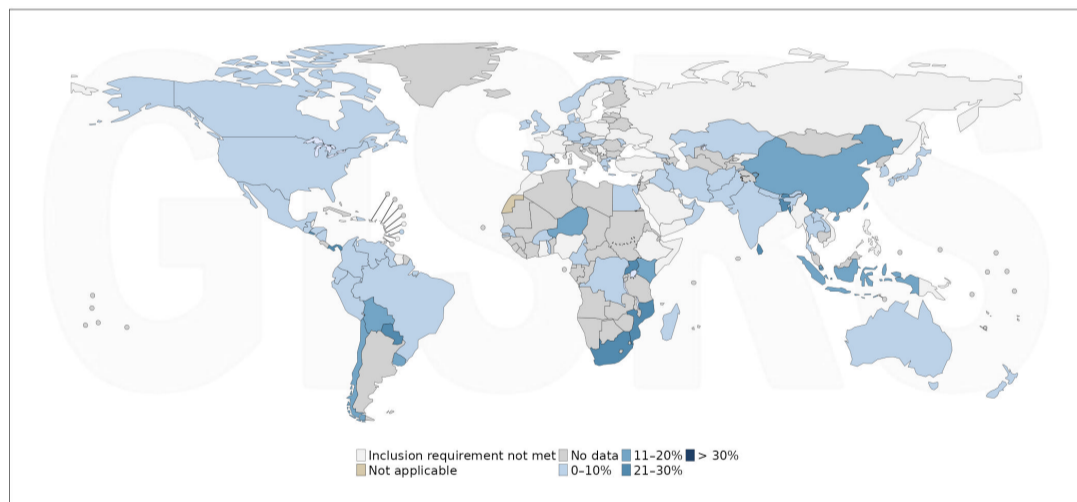 GISRS
Inclusion requirement not met No data 11–20% > 30%
Not applicable 0–10% 21–30%